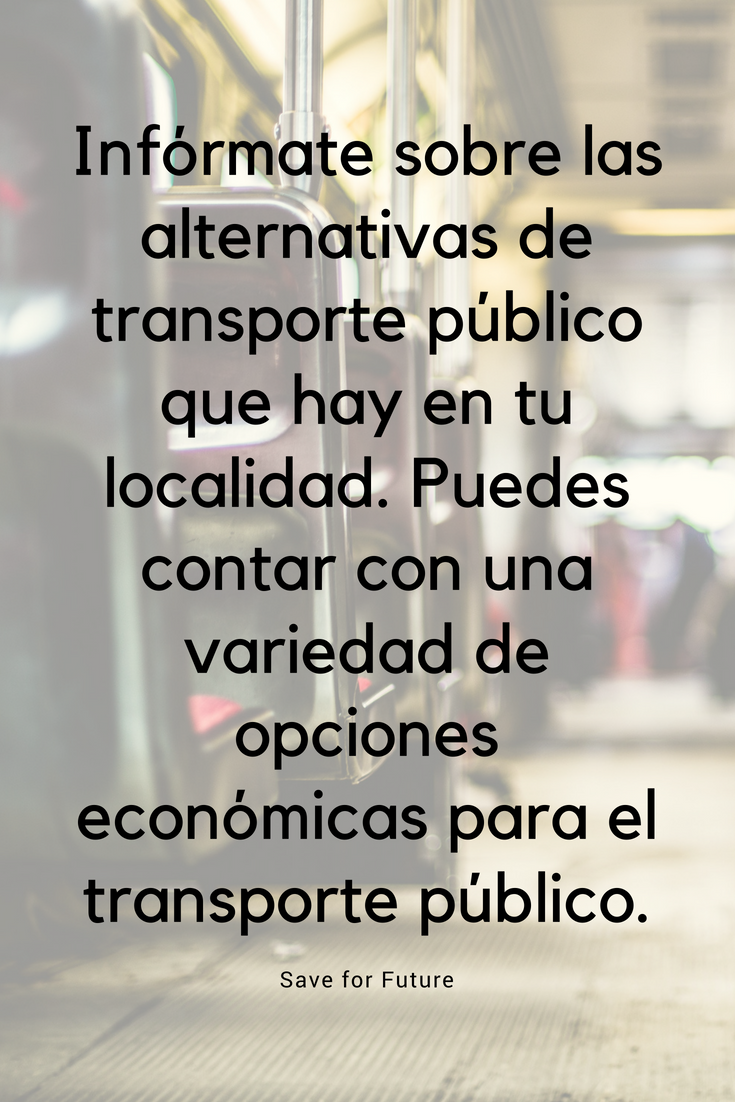 Infórmate sobre las
alternativas de
transporte público
que hay en tu
localidad. Puedes
contar con una
variedad de
opciones
económicas para el
transporte público.
Save for Future